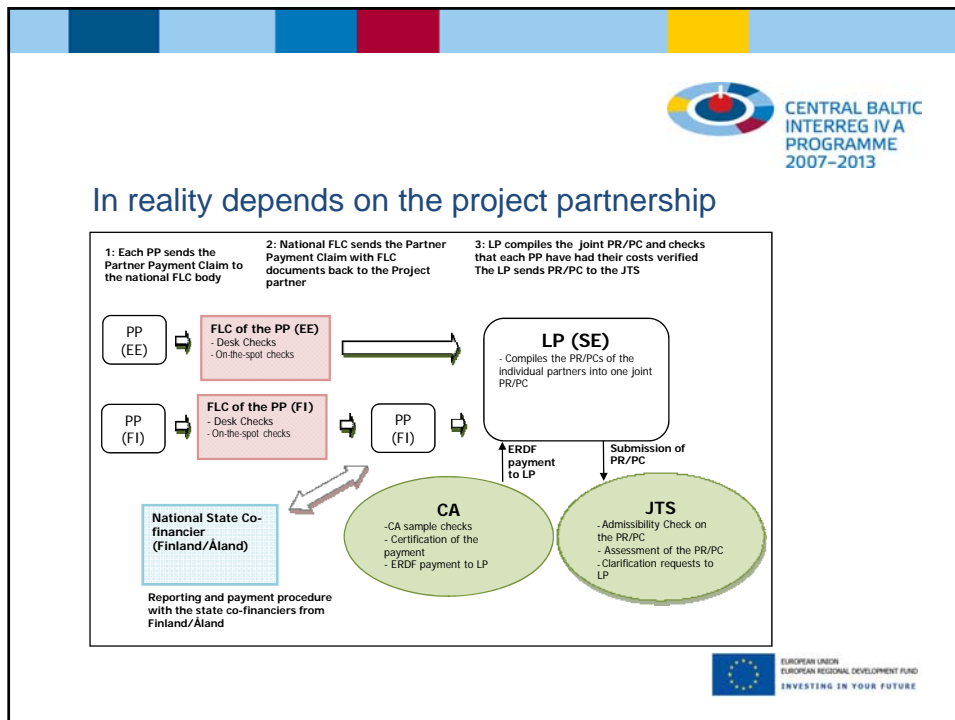 CENTRAL BALTIC
INTERREG IV A
PROGRAMME
2007–2013
In reality depends on the project partnership
1: Each PP sends the
Partner Payment Claim to
the national FLC body
2: National FLC sends the Partner
Payment Claim with FLC
documents back to the Project
partner
3: LP compiles the joint PR/PC and checks
that each PP have had their costs verified
The LP sends PR/PC to the JTS
PP
(EE)
FLC of the PP (EE)
- Desk Checks
- On-the-spot checks
LP (SE)
- Compiles the PR/PCs of the
individual partners into one joint
PR/PC
PP
(FI)
FLC of the PP (FI)
- Desk Checks
- On-the-spot checks
PP
(FI)
ERDF
payment
to LP
Submission of
PR/PC
National State Co-
financier
(Finland/Åland)
CA
-CA sample checks
- Certification of the
payment
- ERDF payment to LP
JTS
-Admissibility Check on
the PR/PC
- Assessment of the PR/PC
-Clarification requests to
LP
Reporting and payment procedure
with the state co-financiers from
Finland/Åland
EUROPEAN UNION
EUROPEAN REGIONAL DEVELOPMENT FUND
INVESTING IN YOUR FUTURE